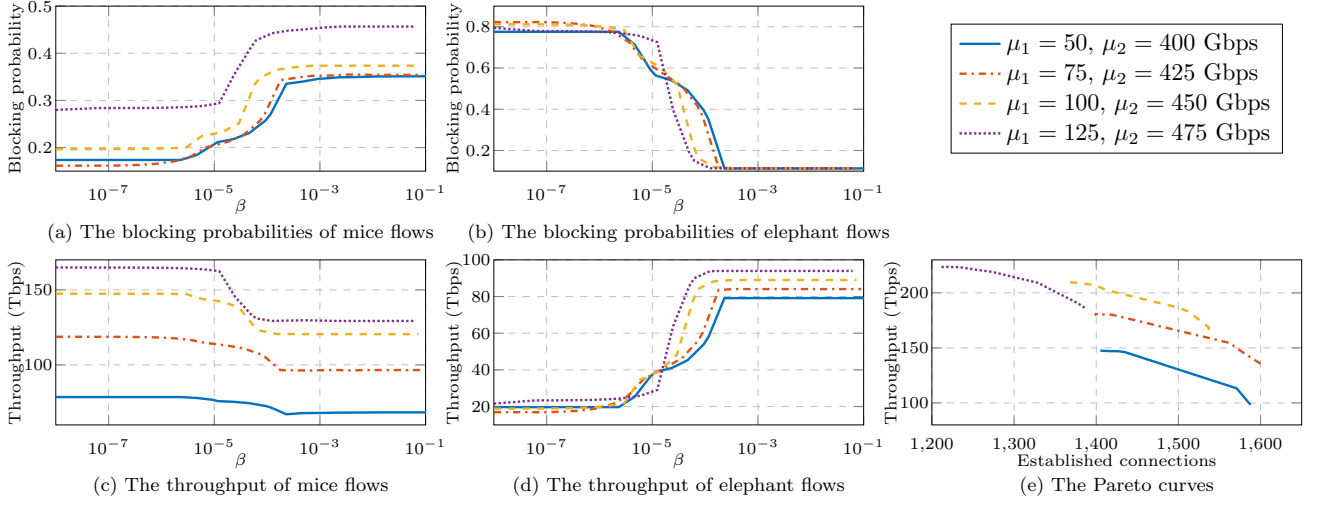 0.5
0.4
0.3
0.2
Blocking probability
10⁻⁷
10⁻⁵
10⁻³
10⁻¹
β
(a) The blocking probabilities of mice flows
0.8
0.6
0.4
0.2
Blocking probability
10⁻⁷
10⁻⁵
10⁻³
10⁻¹
β
(b) The blocking probabilities of elephant flows
μ₁ = 50, μ₂ = 400 Gbps
μ₁ = 75, μ₂ = 425 Gbps
μ₁ = 100, μ₂ = 450 Gbps
μ₁ = 125, μ₂ = 475 Gbps
150
100
Throughput (Tbps)
10⁻⁷
10⁻⁵
10⁻³
10⁻¹
β
(c) The throughput of mice flows
100
80
60
40
20
Throughput (Tbps)
10⁻⁷
10⁻⁵
10⁻³
10⁻¹
β
(d) The throughput of elephant flows
200
150
100
Throughput (Tbps)
1,200
1,300
1,400
1,500
1,600
Established connections
(e) The Pareto curves